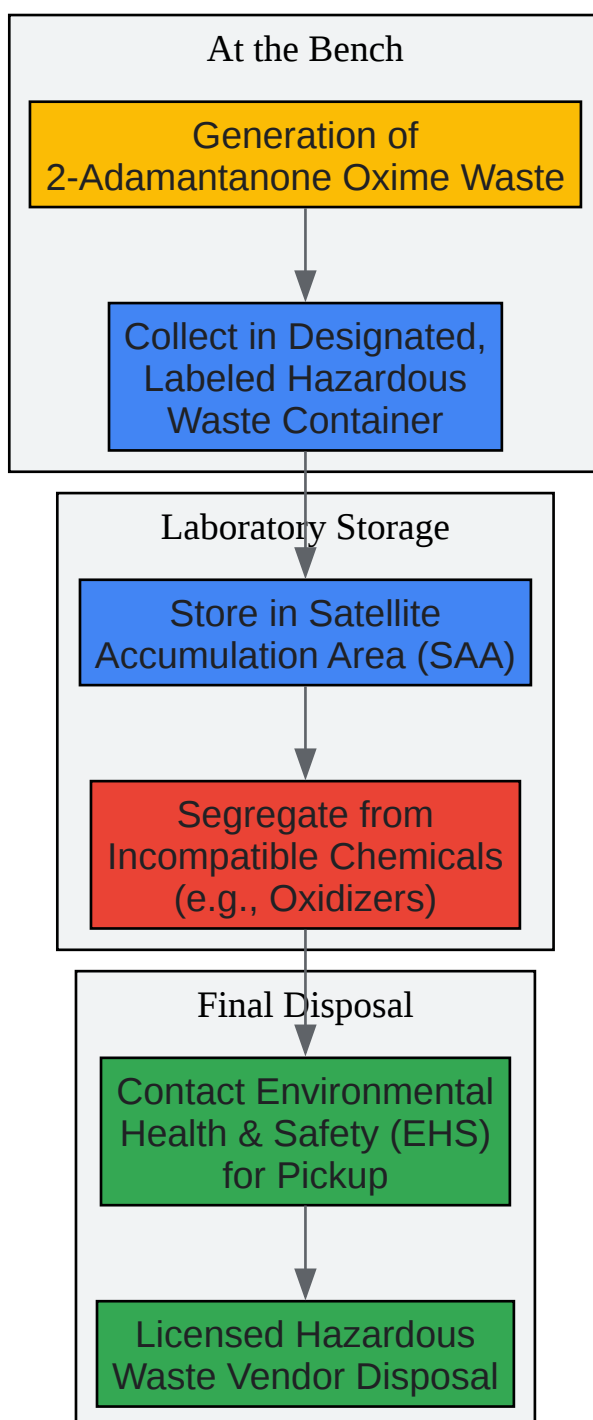 At the Bench
Generation of
2-Adamantanone Oxime Waste
Collect in Designated,
Labeled Hazardous
Waste Container
Laboratory Storage
Store in Satellite
Accumulation Area (SAA)
Segregate from
Incompatible Chemicals
(e.g., Oxidizers)
Final Disposal
Contact Environmental
Health & Safety (EHS)
for Pickup
Licensed Hazardous
Waste Vendor Disposal